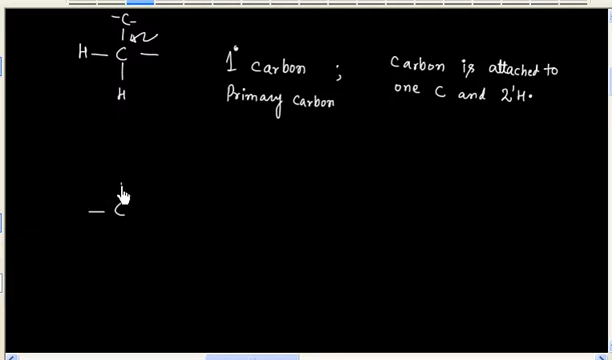 -C-
H— C —
H
1° carbon ; Carbon is attached to
Primary carbon one C and 2'H.
— C